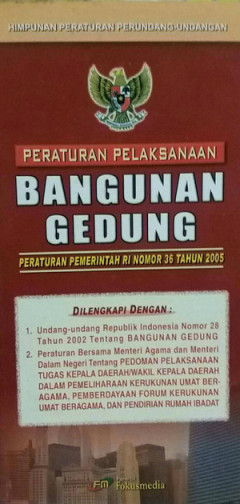 HIMPUNAN PERATURAN PERUNDANG-UNDANGAN
PERATURAN PELAKSANAAN
BANGUNAN
GEDUNG
PERATURAN PEMERINTAH RI NOMOR 36 TAHUN 2005
DILENGKAPI DENGAN :
1. Undang-undang Republik Indonesia Nomor 28
Tahun 2002 Tentang BANGUNAN GEDUNG
2. Peraturan Bersama Menteri Agama dan Menteri
Dalam Negeri Tentang PEDOMAN PELAKSANAAN
TUGAS KEPALA DAERAH/WAKIL KEPALA DAERAH
DALAM PEMELIHARAAN KERUKUNAN UMAT BER-
AGAMA, PEMBERDAYAAN FORUM KERUKUNAN
UMAT BERAGAMA, DAN PENDIRIAN RUMAH IBADAT
FM Fokusmedia